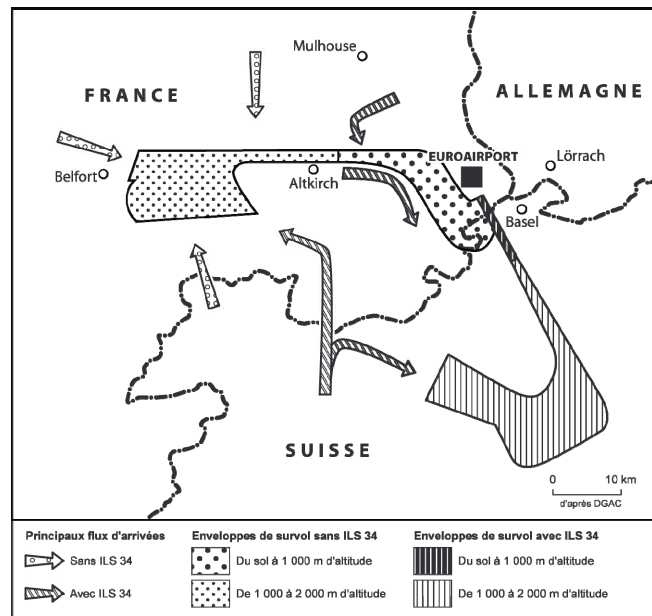 Mulhouse
FRANCE
ALLEMAGNE
EUROAIRPORT
Lörrach
Belfort
Altkirch
Basel
SUISSE
0 10 km
d'après DGAC
Principaux flux d'arrivées
Sans ILS 34
Avec ILS 34
Enveloppes de survol sans ILS 34
Du sol à 1 000 m d'altitude
De 1 000 à 2 000 m d'altitude
Enveloppes de survol avec ILS 34
Du sol à 1 000 m d'altitude
De 1 000 à 2 000 m d'altitude